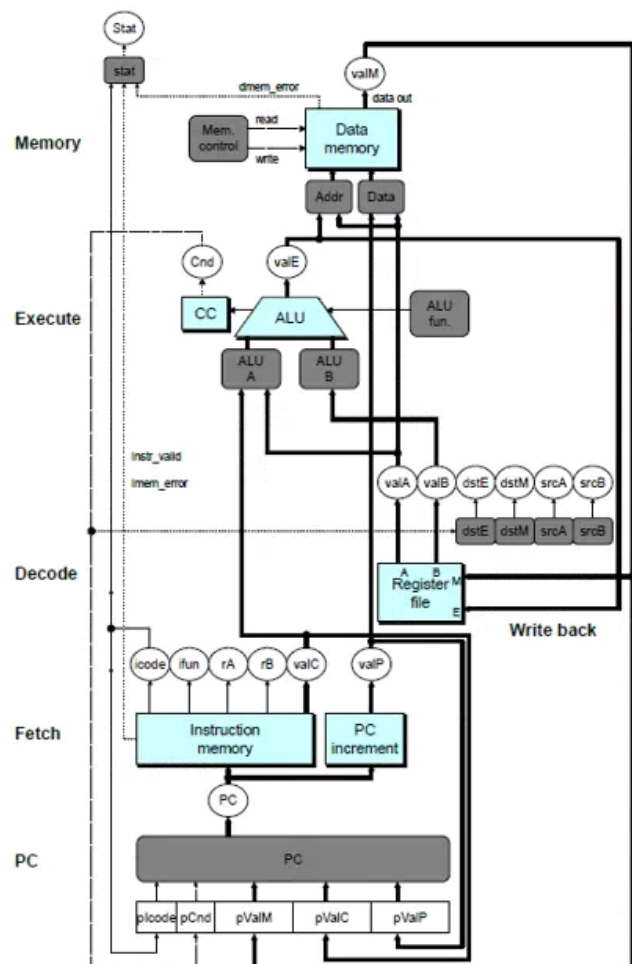 Stat
stat
valM
dmem_error
data out
read
Mem.
control
Data
memory
Memory
write
Addr
Data
Cnd
valE
Execute
CC
ALU
ALU
fun.
ALU
A
ALU
B
Instr_valid
Imem_error
valA
valB
dstE
dstM
srcA
srcB
dstE
dstM
srcA
srcB
Decode
A
B
M
Register
file
E
Write back
icode
ifun
rA
rB
valC
valP
Fetch
Instruction
memory
PC
increment
PC
PC
PC
pIcode
pCnd
pValM
pValC
pValP